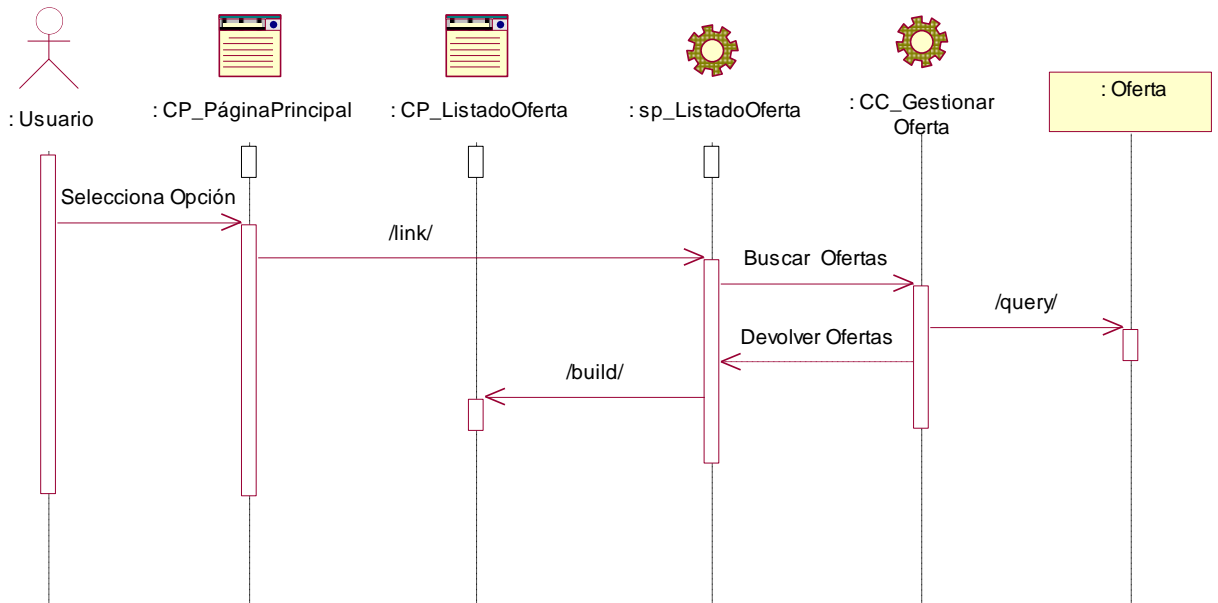 : Usuario
: CP_PáginaPrincipal
: CP_ListadoOferta
: sp_ListadoOferta
: CC_Gestionar
Oferta
: Oferta
Selecciona Opción
/link/
Buscar Ofertas
/query/
Devolver Ofertas
/build/